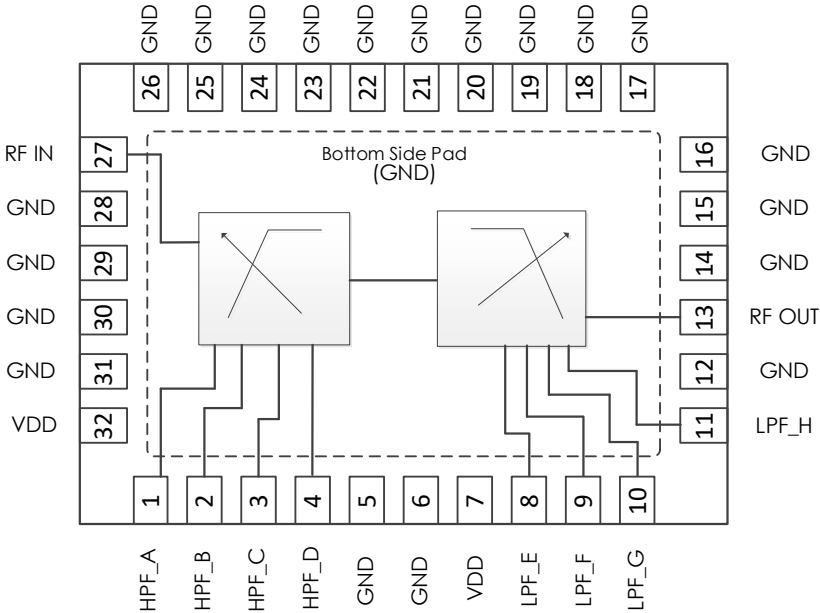 GND GND GND GND GND GND GND GND GND GND
26 25 24 23 22 21 20 19 18 17
RF IN 27
Bottom Side Pad
(GND)
16 GND
GND 28
15 GND
GND 29
14 GND
GND 30
13 RF OUT
GND 31
12 GND
VDD 32
11 LPF_H
1 2 3 4 5 6 7 8 9 10
HPF_A HPF_B HPF_C HPF_D GND GND VDD LPF_E LPF_F LPF_G